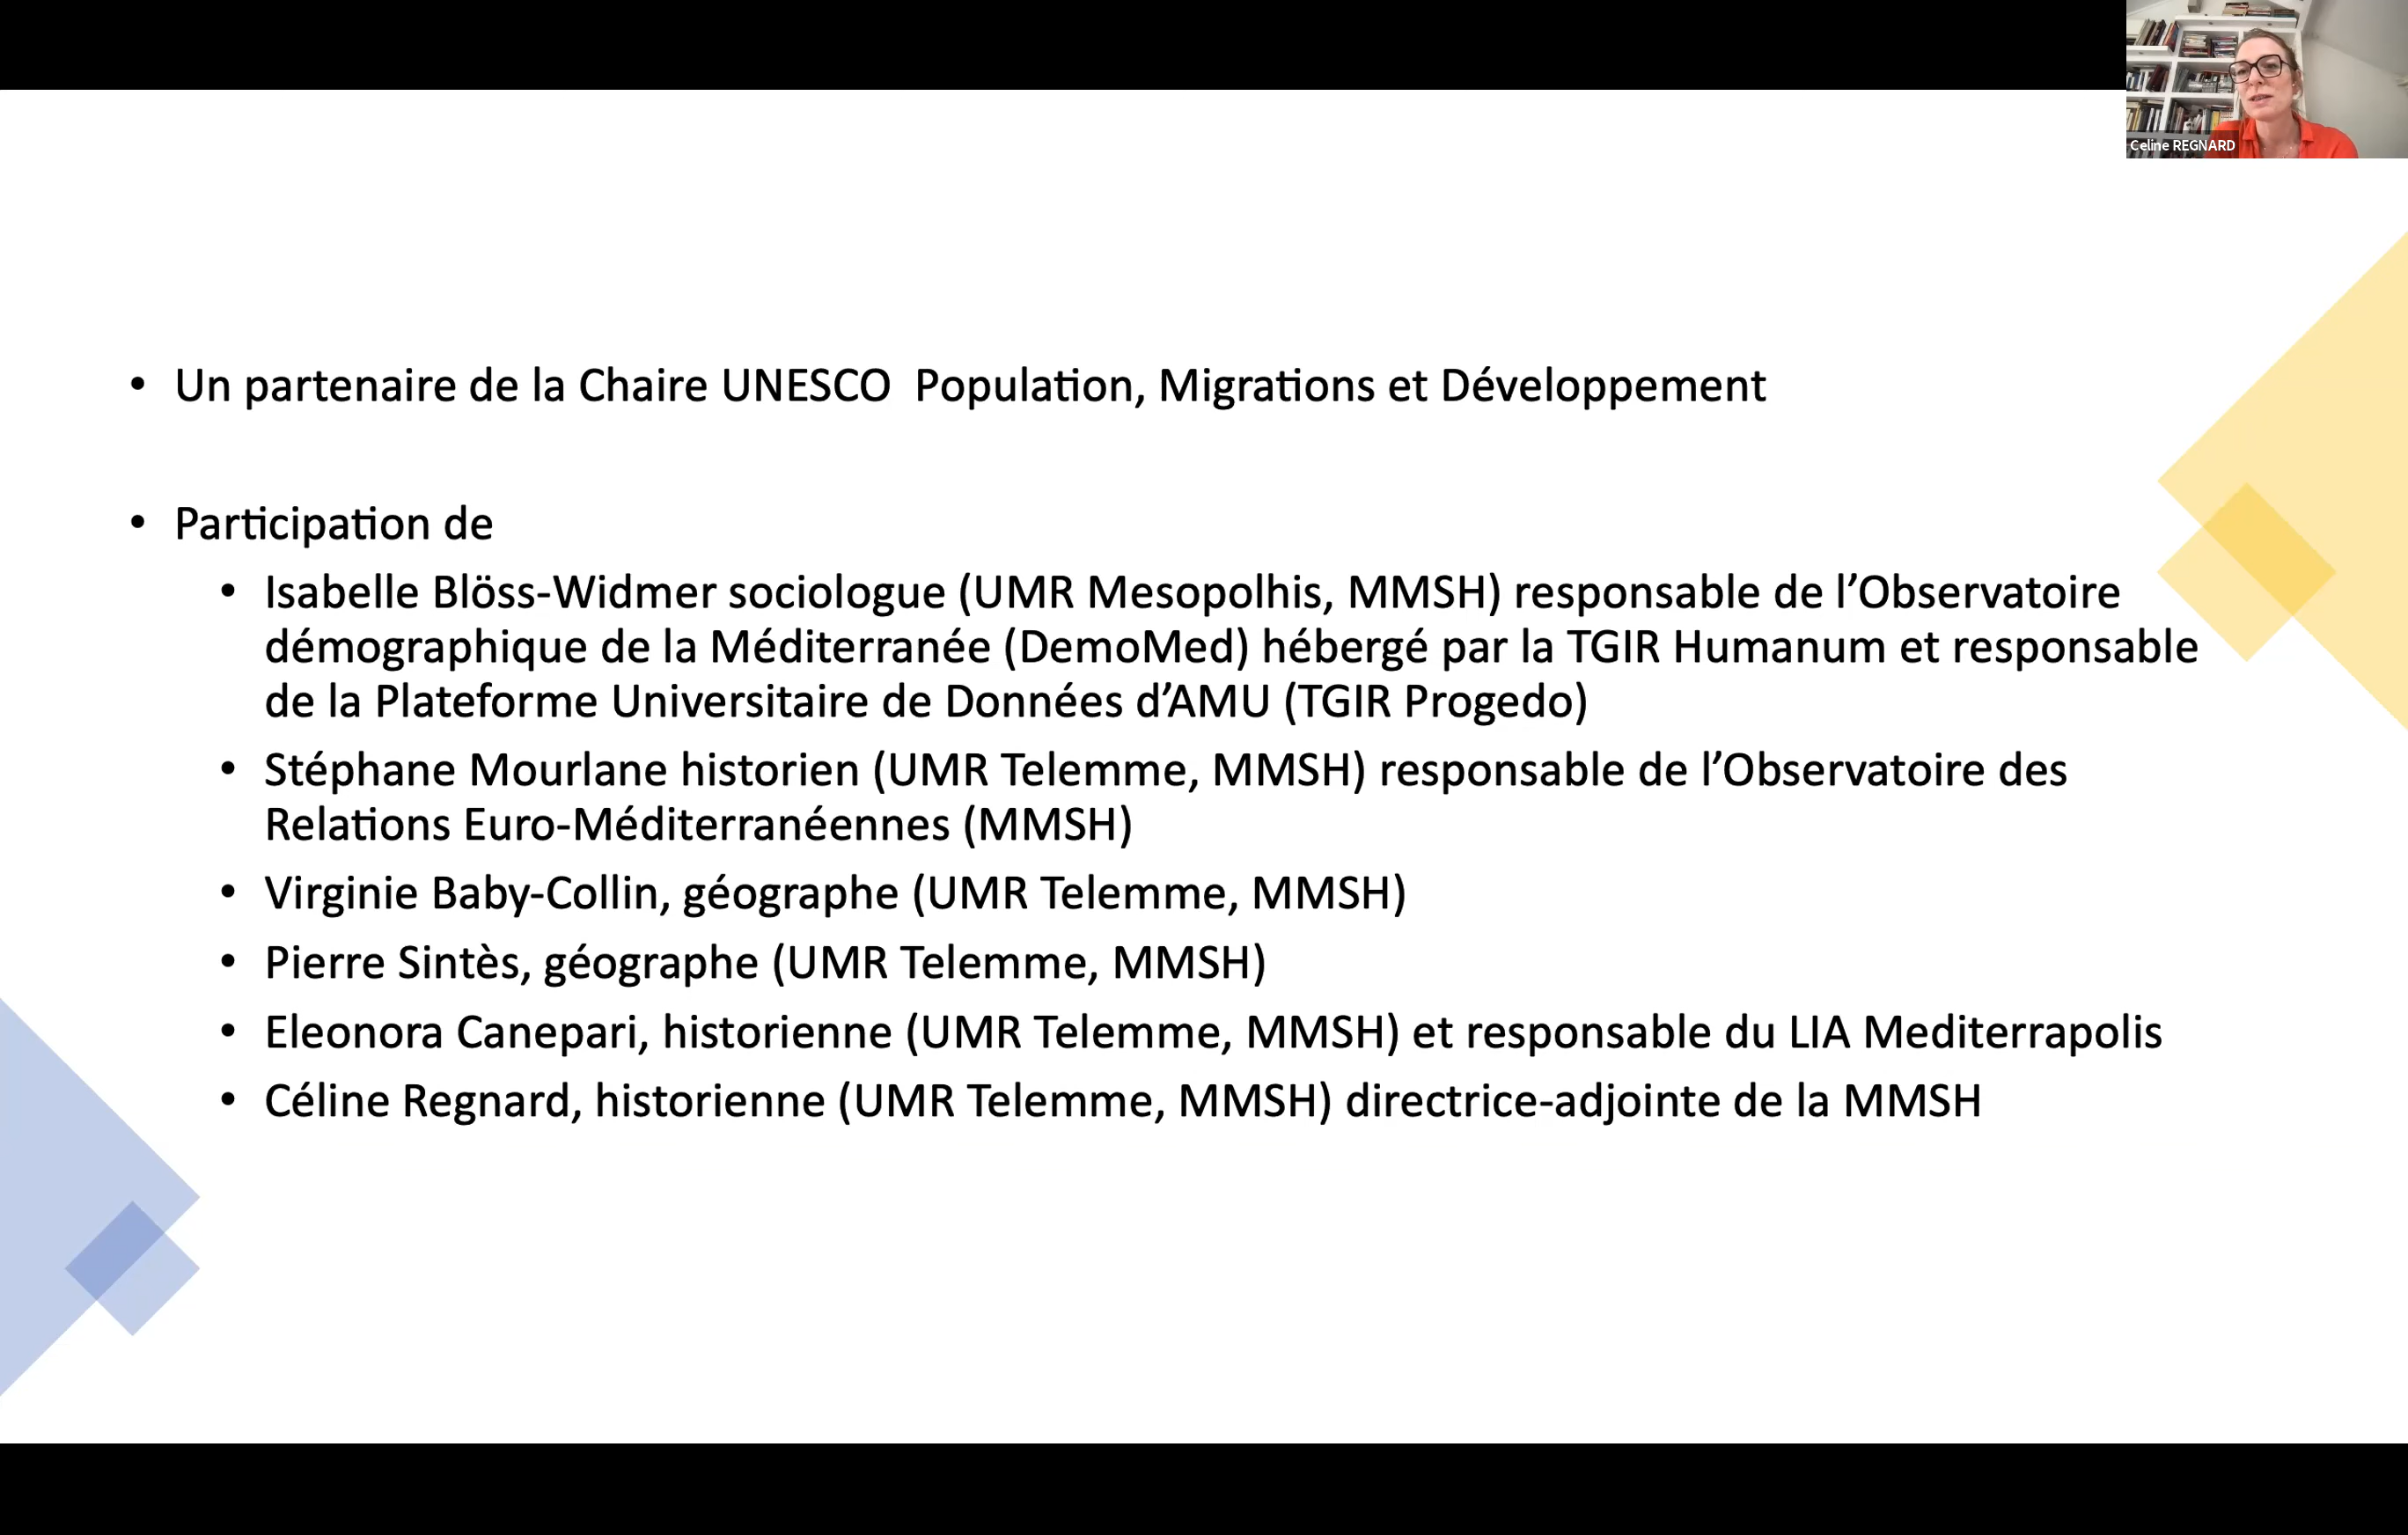 Celine REGNARD
• Un partenaire de la Chaire UNESCO  Population, Migrations et Développement
• Participation de
• Isabelle Blöss-Widmer sociologue (UMR Mesopolhis, MMSH) responsable de l’Observatoire
démographique de la Méditerranée (DemoMed) hébergé par la TGIR Humanum et responsable
de la Plateforme Universitaire de Données d’AMU (TGIR Progedo)
• Stéphane Mourlane historien (UMR Telemme, MMSH) responsable de l’Observatoire des
Relations Euro-Méditerranéennes (MMSH)
• Virginie Baby-Collin, géographe (UMR Telemme, MMSH)
• Pierre Sintès, géographe (UMR Telemme, MMSH)
• Eleonora Canepari, historienne (UMR Telemme, MMSH) et responsable du LIA Mediterrapolis
• Céline Regnard, historienne (UMR Telemme, MMSH) directrice-adjointe de la MMSH